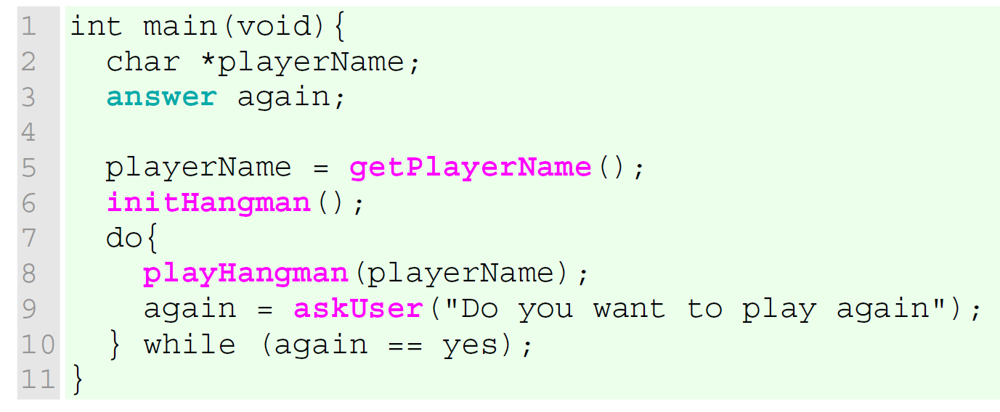 1 int main(void){
2   char *playerName;
3   answer again;
4
5   playerName = getPlayerName();
6   initHangman();
7   do{
8     playHangman(playerName);
9     again = askUser("Do you want to play again");
10  } while (again == yes);
11 }